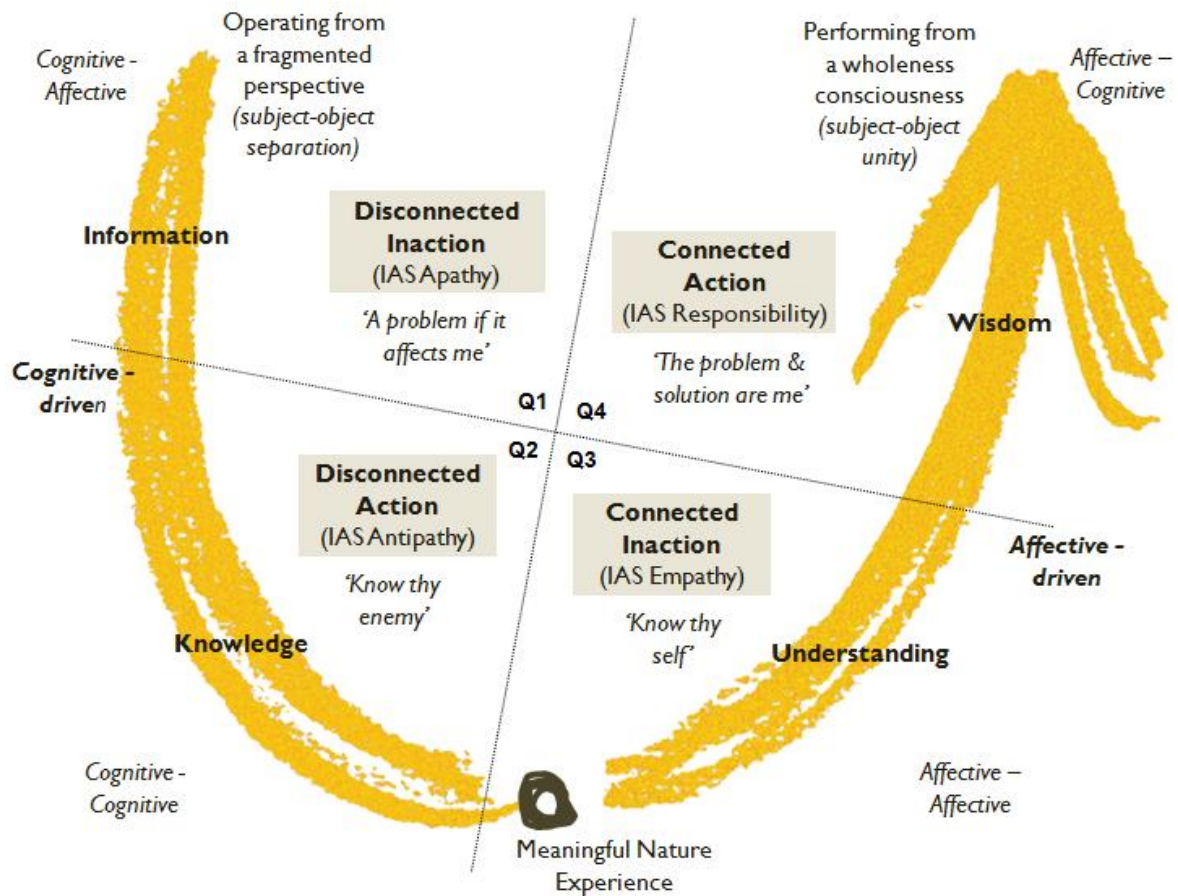 Cognitive -
Affective
Operating from
a fragmented
perspective
(subject-object
separation)
Performing from
a wholeness
consciousness
(subject-object
unity)
Affective –
Cognitive
Information
Disconnected
Inaction
(IAS Apathy)
‘A problem if it
affects me’
Connected
Action
(IAS Responsibility)
‘The problem &
solution are me’
Wisdom
Cognitive -
driven
Q1
Q4
Q2
Q3
Disconnected
Action
(IAS Antipathy)
‘Know thy
enemy’
Connected
Inaction
(IAS Empathy)
‘Know thy
self’
Affective -
driven
Knowledge
Understanding
Cognitive -
Cognitive
Affective –
Affective
Meaningful Nature
Experience